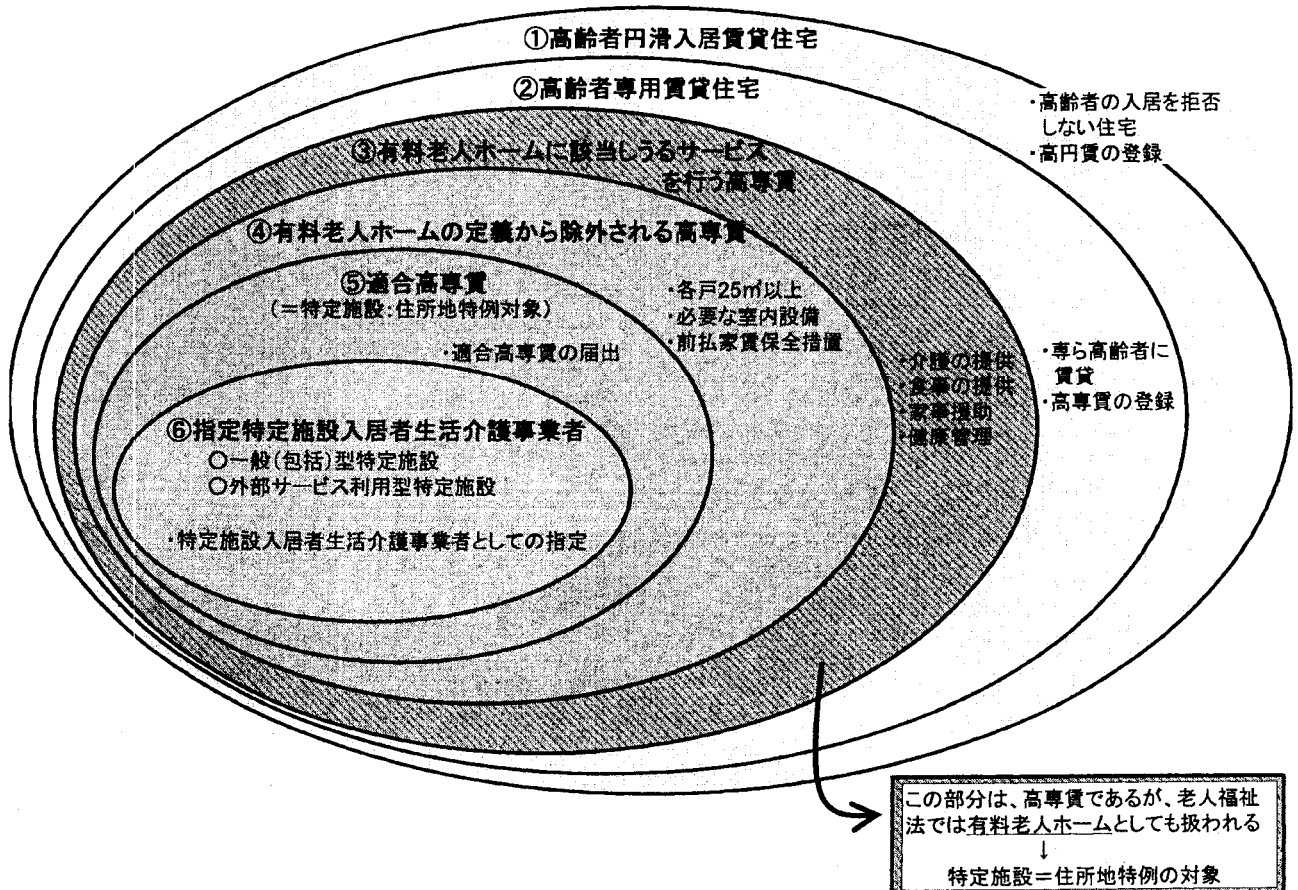 ①高齢者円滑入居賃貸住宅
②高齢者専用賃貸住宅
・高齢者の入居を拒否
しない住宅
・高円賃の登録
③有料老人ホームに該当しうるサービス
を行う高専賃
④有料老人ホームの定義から除外される高専賃
⑤適合高専賃
(=特定施設:住所地特例対象)
・各戸25㎡以上
・必要な室内設備
・前払家賃保全措置
・適合高専賃の届出
・介護の提供
・食事の提供
・家事援助
・健康管理
・専ら高齢者に
賃貸
・高専賃の登録
⑥指定特定施設入居者生活介護事業者
○一般(包括)型特定施設
○外部サービス利用型特定施設
・特定施設入居者生活介護事業者としての指定
この部分は、高専賃であるが、老人福祉
法では有料老人ホームとしても扱われる
↓
特定施設=住所地特例の対象